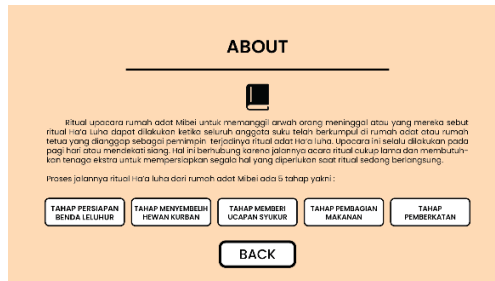 ABOUT
Ritual upacara rumah adat Mibei untuk memanggil arwah orang meninggal atau yang mereka sebut
ritual Ha'a Luha dapat dilakukan ketika seluruh anggota suku telah berkumpul di rumah adat atau rumah
tetua yang dianggap sebagai pemimpin terjadinya ritual adat Ha'a luha. Upacara ini selalu dilakukan pada
pagi hari atau mendekati siang. Hal ini berhubung karena jalannya acara ritual cukup lama dan membutuh-
kan tenaga ekstra untuk mempersiapkan segala hal yang diperlukan saat ritual sedang berlangsung.
Proses jalannya ritual Ha'a luha dari rumah adat Mibei ada 5 tahap yakni :
TAHAP PERSIAPAN
BENDA LELUHUR
TAHAP MENYEMBELIH
HEWAN KURBAN
TAHAP MEMBERI
UCAPAN SYUKUR
TAHAP PEMBAGIAN
MAKANAN
TAHAP
PEMBERKATAN
BACK